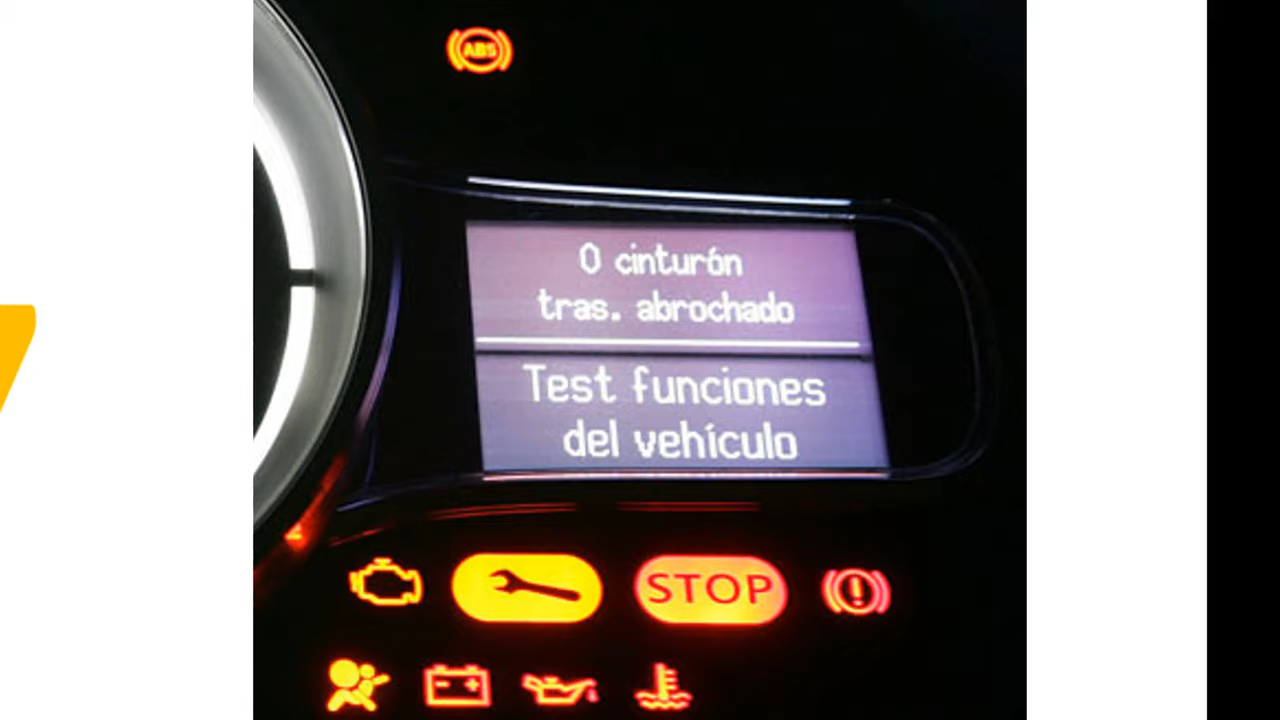 ABS
0 cinturón
tras. abrochado
Test funciones
del vehículo
STOP